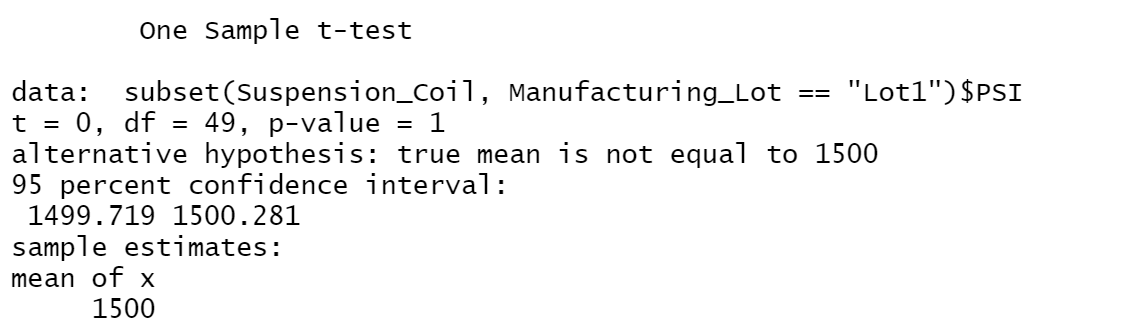 One Sample t-test
data:  subset(Suspension_Coil, Manufacturing_Lot == "Lot1")$PSI
t = 0, df = 49, p-value = 1
alternative hypothesis: true mean is not equal to 1500
95 percent confidence interval:
1499.719 1500.281
sample estimates:
mean of x
1500